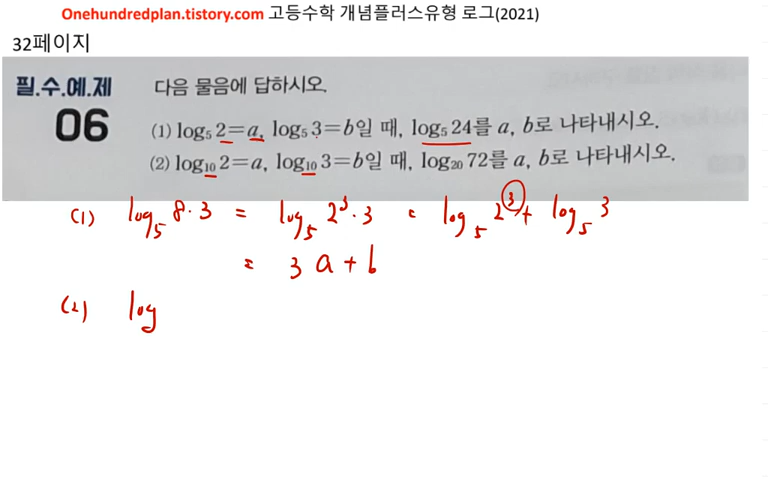 Onehundredplan.tistory.com 고등수학 개념플러스유형 로그(2021)
32페이지
필.수.예.제 다음 물음에 답하시오.
06 (1) log₅ 2=a, log₅ 3=b일 때, log₅ 24를 a, b로 나타내시오.
(2) log₁₀ 2=a, log₁₀ 3=b일 때, log₂₀ 72를 a, b로 나타내시오.
(1) log₅ 8·3 = log₅ 2³·3 = log₅ 2³ + log₅ 3
= 3a+b
(2) log